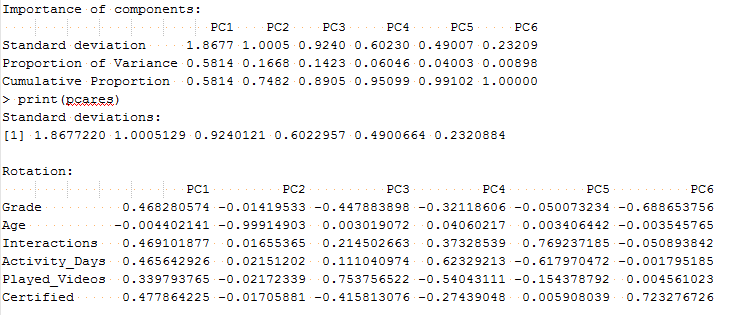 Importance of components:
PC1 PC2 PC3 PC4 PC5 PC6
Standard deviation 1.8677 1.0005 0.9240 0.60230 0.49007 0.23209
Proportion of Variance 0.5814 0.1668 0.1423 0.06046 0.04003 0.00898
Cumulative Proportion 0.5814 0.7482 0.8905 0.95099 0.99102 1.00000
> print(pcares)
Standard deviations:
[1] 1.8677220 1.0005129 0.9240121 0.6022957 0.4900664 0.2320884
Rotation:
PC1 PC2 PC3 PC4 PC5 PC6
Grade 0.468280574 -0.01419533 -0.447883898 -0.32118606 -0.050073234 -0.688653756
Age -0.004402141 -0.99914903 0.003019072 0.04060217 0.003406442 -0.003545765
Interactions 0.469101877 0.01655365 0.214502663 0.37328539 0.769237185 -0.050893842
Activity_Days 0.465642926 0.02151202 0.111040974 0.62329213 -0.617970472 -0.001795185
Played_Videos 0.339793765 -0.02172339 0.753756522 -0.54043111 -0.154378792 0.004561023
Certified 0.477864225 -0.01705881 -0.415813076 -0.27439048 0.005908039 0.723276726